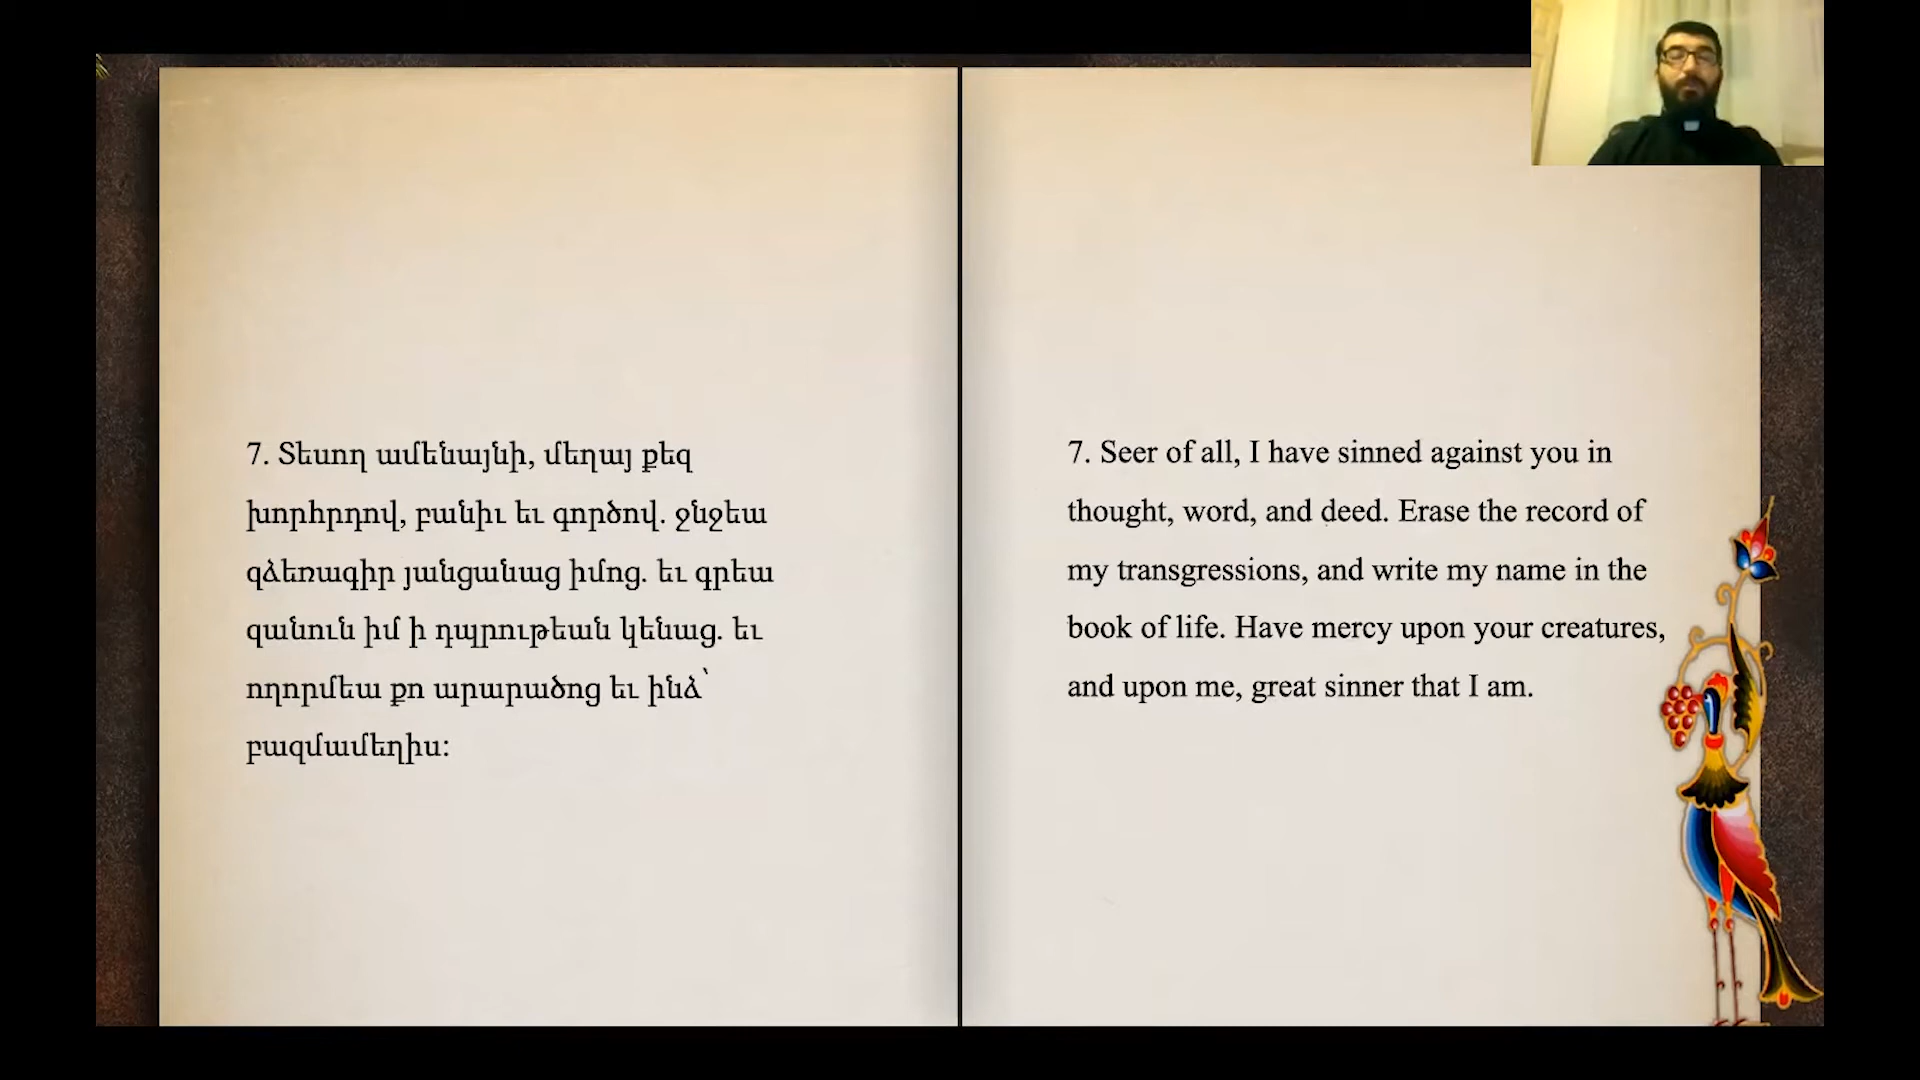 7. Տեսող ամենայնի, մեղայ քեզ
խորհրդով, բանիւ եւ գործով. ջնջեա
զձեռագիր յանցանաց իմոց. եւ գրեա
զանուն իմ ի դպրութեան կենաց. եւ
ողորմեա քո արարածոց եւ ինձ՝
բազմամեղիս:
7. Seer of all, I have sinned against you in
thought, word, and deed. Erase the record of
my transgressions, and write my name in the
book of life. Have mercy upon your creatures,
and upon me, great sinner that I am.